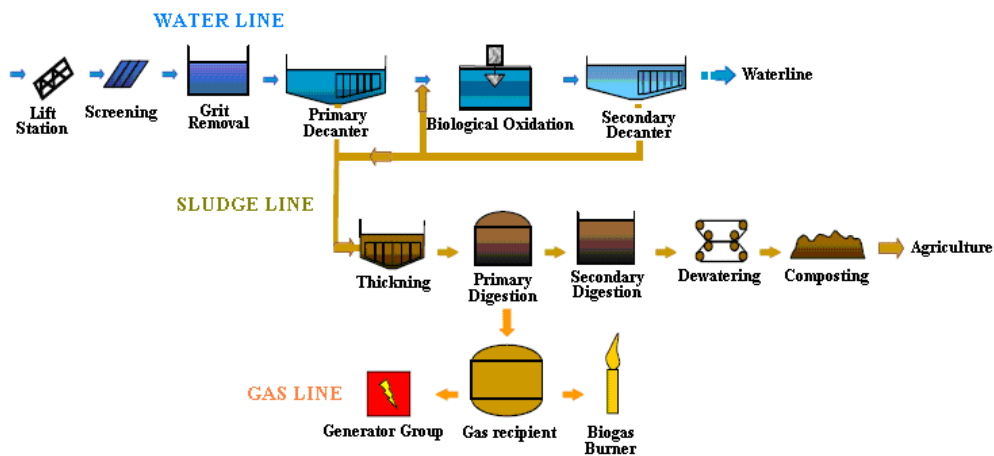 WATER LINE
Lift
Station
Screening
Grit
Removal
Primary
Decanter
Biological Oxidation
Secondary
Decanter
Waterline
SLUDGE LINE
Thickning
Primary
Digestion
Secondary
Digestion
Dewatering
Composting
Agriculture
GAS LINE
Generator Group
Gas recipient
Biogas
Burner